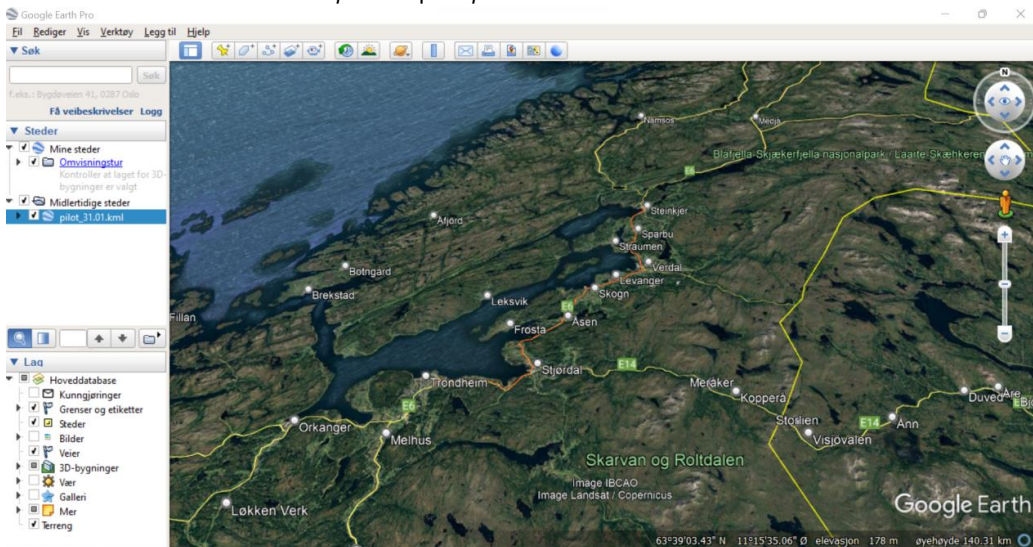 Google Earth Pro
Fil Rediger Vis Verktøy Legg til Hjelp
Søk
Søk
f.eks.: Bygdøyveien 41, 0287 Oslo
Få veibeskrivelser Logg
Steder
Mine steder
Omvisningstur
Kontroller at laget for 3D-
bygninger er valgt
Midlertidige steder
pilot_31.01.kml
Lag
Hoveddatabase
Kunngjøringer
Grenser og etiketter
Steder
Bilder
Veier
3D-bygninger
Vær
Galleri
Mer
Terreng
N
Namsos
Blåfjella-Skjækerfjella nasjonalpark / Laarte
E6
Steinkjer
Åfjord
Sparbu
Straumen
Botngard
Verdal
Levanger
Brekstad
Leksvik
Skogn
Fillan
E6
Åsen
Frosta
Stjørdal
E14
Trondheim
Meråker
Kopperå
Duved
Åre
E6
Orkanger
Melhus
Storlien
E14
Ånn
Visjövalen
Skarvan og Roltdalen
Image IBCAO
Image Landsat / Copernicus
Løkken Verk
Google Earth
63°39'03.43" N 11°15'35.06" Ø elevasjon 178 m øyehøyde 140.31 km